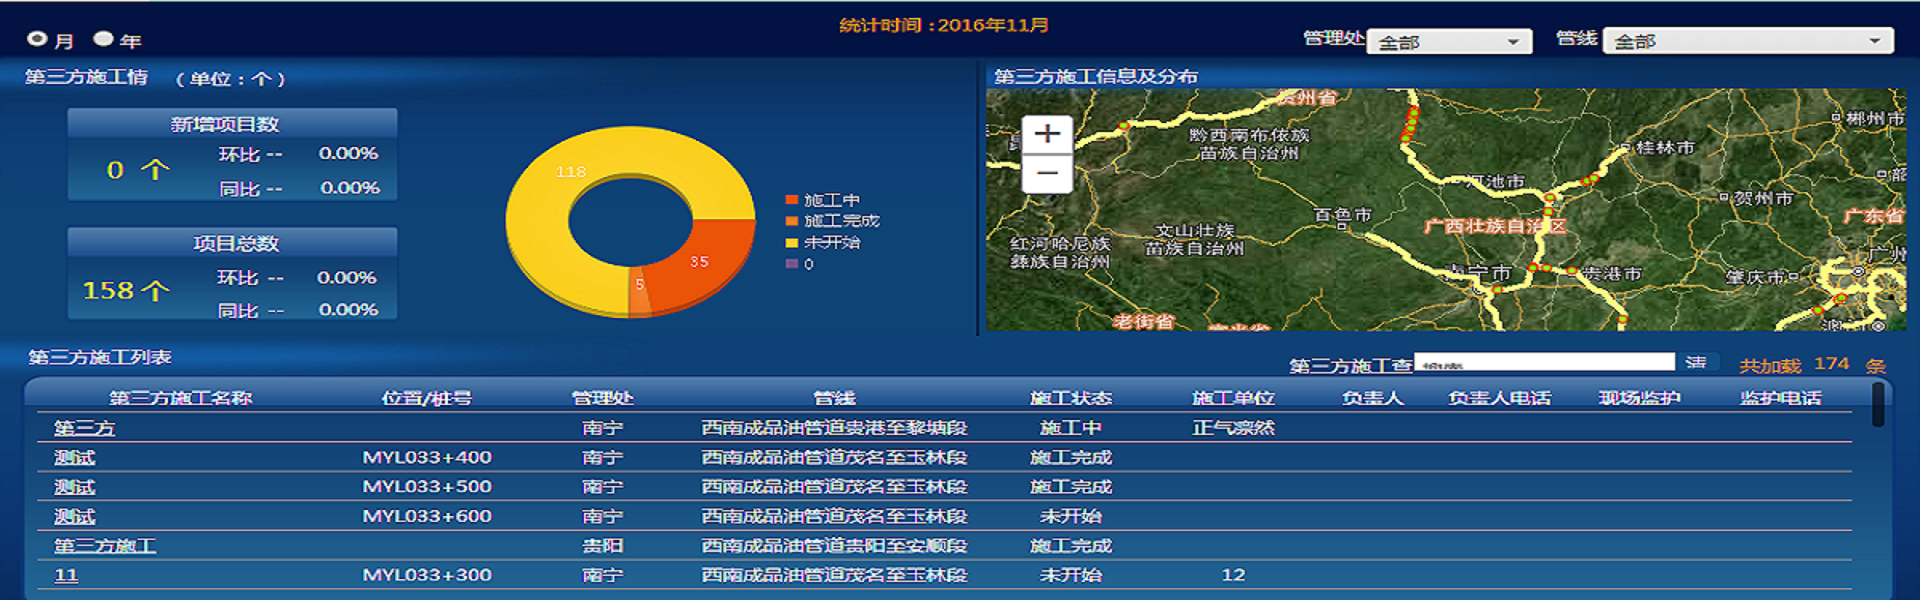 统计时间 :2016年11月
月 年
管理处 全部 管线 全部
第三方施工情 （单位：个）
新增项目数
0 个
环比 -- 0.00%
同比 -- 0.00%
项目总数
158 个
环比 -- 0.00%
同比 -- 0.00%
118
35
5
施工中
施工完成
未开始
0
第三方施工信息及分布
+
−
贵州省
黔西南布依族
苗族自治州
郴州市
桂林市
河池市
贺州市
百色市
广西壮族自治区
广东省
文山壮族
苗族自治州
红河哈尼族
彝族自治州
南宁市
贵港市
肇庆市
广州
老街省
第三方施工列表
第三方施工查
共加载 174 条
第三方施工名称 位置/桩号 管理处 管线 施工状态 施工单位 负责人 负责人电话 现场监护 监护电话
第三方 南宁 西南成品油管道贵港至黎塘段 施工中 正气凛然
测试 MYL033+400 南宁 西南成品油管道茂名至玉林段 施工完成
测试 MYL033+500 南宁 西南成品油管道茂名至玉林段 施工完成
测试 MYL033+600 南宁 西南成品油管道茂名至玉林段 未开始
第三方施工 贵阳 西南成品油管道贵阳至安顺段 施工完成
11 MYL033+300 南宁 西南成品油管道茂名至玉林段 未开始 12